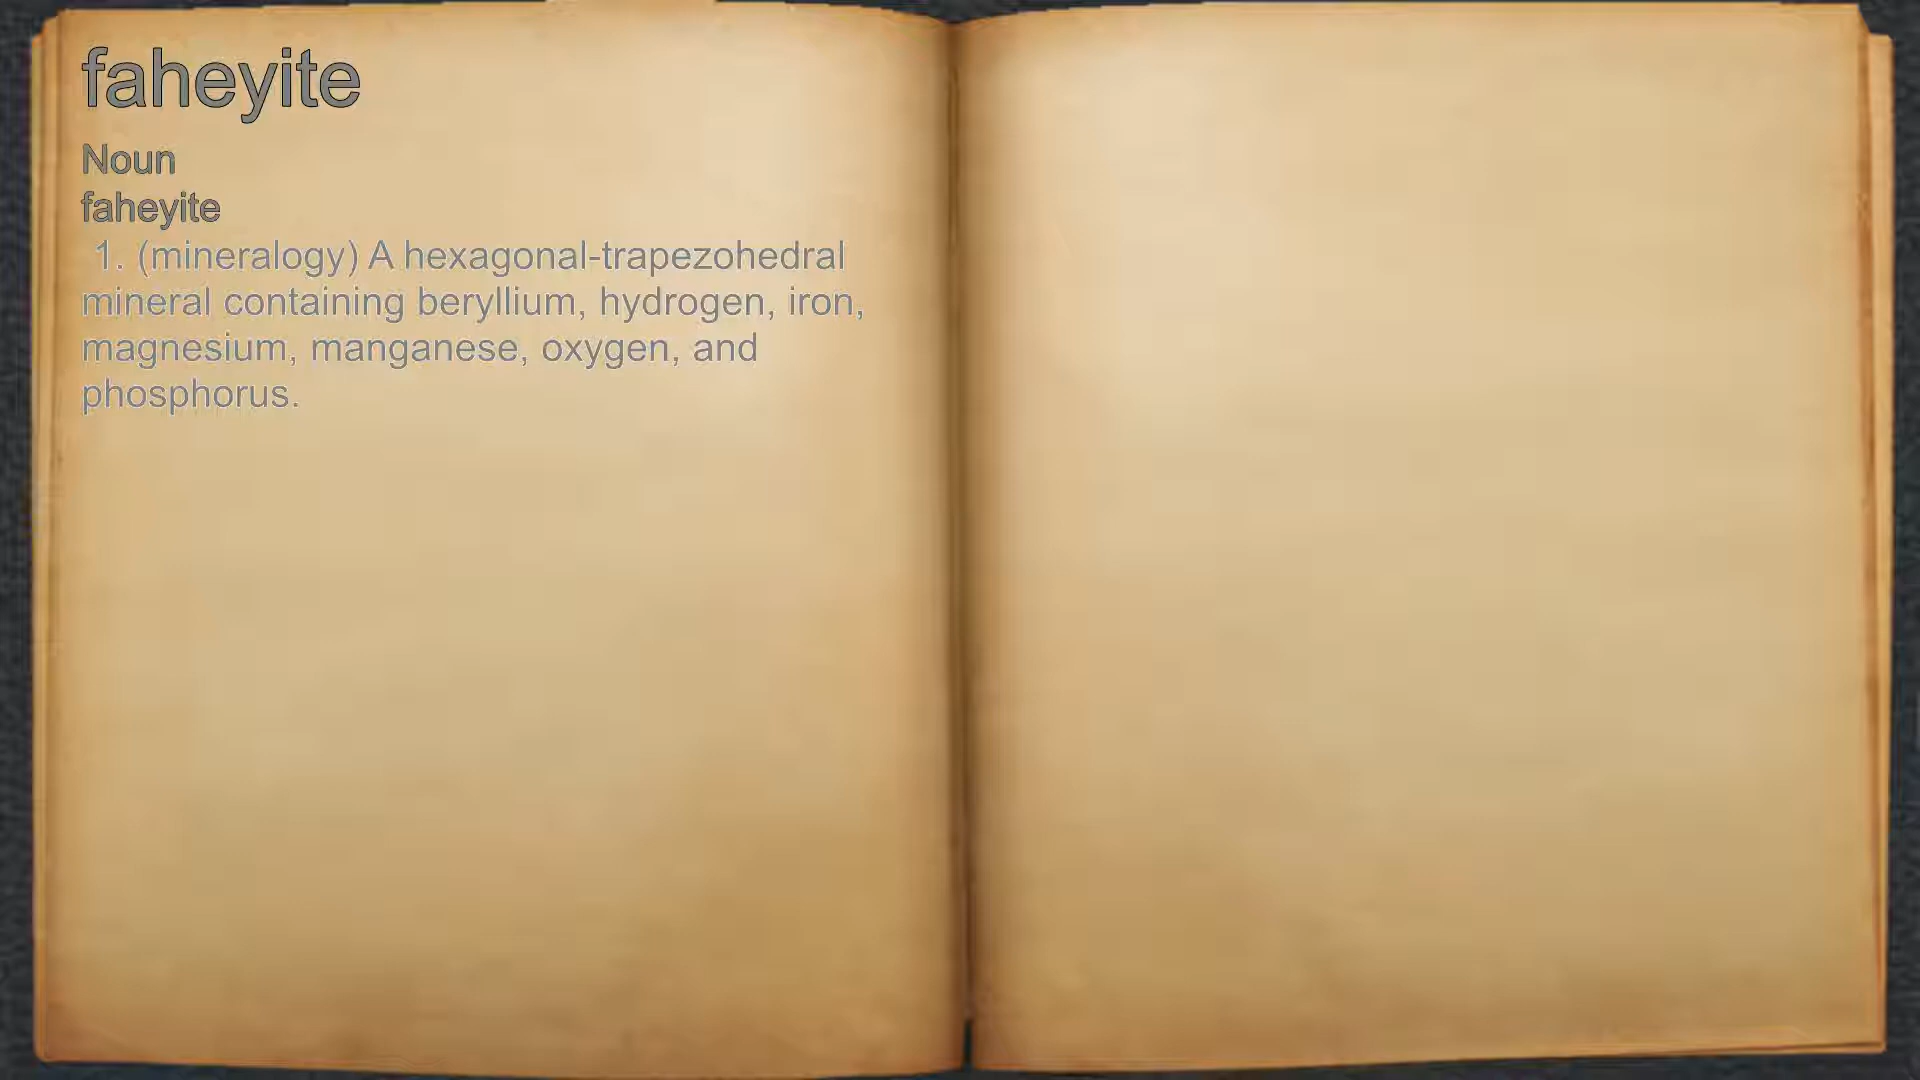 faheyite
Noun
faheyite
1. (mineralogy) A hexagonal-trapezohedral
mineral containing beryllium, hydrogen, iron,
magnesium, manganese, oxygen, and
phosphorus.